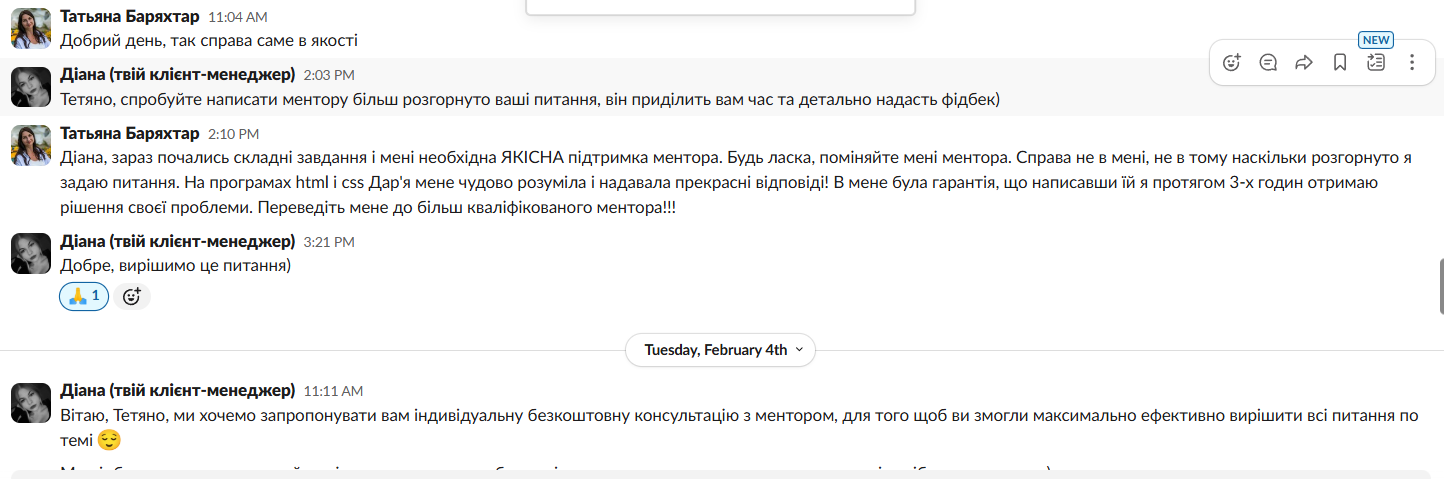 Татьяна Баряхтар 11:04 AM
Добрий день, так справа саме в якості
NEW
Діана (твій клієнт-менеджер) 2:03 PM
Тетяно, спробуйте написати ментору більш розгорнуто ваші питання, він приділить вам час та детально надасть фідбек)
Татьяна Баряхтар 2:10 PM
Діана, зараз почались складні завдання і мені необхідна ЯКІСНА підтримка ментора. Будь ласка, поміняйте мені ментора. Справа не в мені, не в тому наскільки розгорнуто я
задаю питання. На програмах html і css Дар'я мене чудово розуміла і надавала прекрасні відповіді! В мене була гарантія, що написавши їй я протягом 3-х годин отримаю
рішення своєї проблеми. Переведіть мене до більш кваліфікованого ментора!!!
Діана (твій клієнт-менеджер) 3:21 PM
Добре, вирішимо це питання)
🙏 1
Tuesday, February 4th
Діана (твій клієнт-менеджер) 11:11 AM
Вітаю, Тетяно, ми хочемо запропонувати вам індивідуальну безкоштовну консультацію з ментором, для того щоб ви змогли максимально ефективно вирішити всі питання по
темі 😌